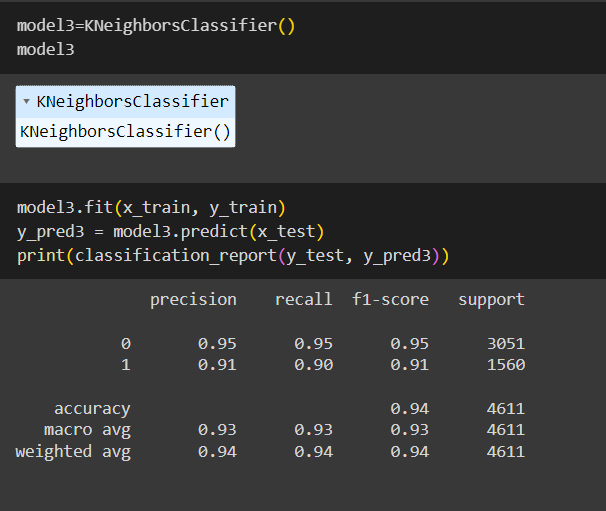 model3=KNeighborsClassifier()
model3
KNeighborsClassifier
KNeighborsClassifier()
model3.fit(x_train, y_train)
y_pred3 = model3.predict(x_test)
print(classification_report(y_test, y_pred3))
precision recall f1-score support
0 0.95 0.95 0.95 3051
1 0.91 0.90 0.91 1560
accuracy 0.94 4611
macro avg 0.93 0.93 0.93 4611
weighted avg 0.94 0.94 0.94 4611